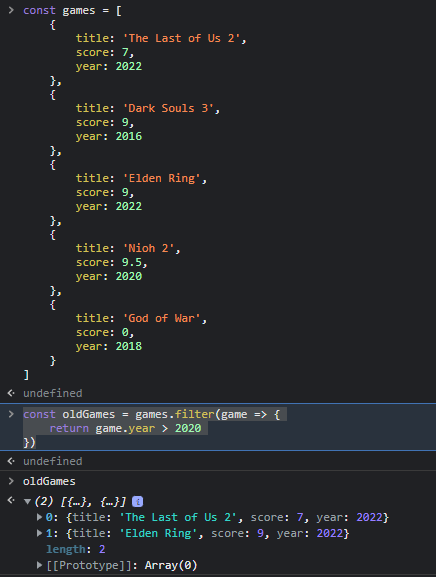 > const games = [
{
title: 'The Last of Us 2',
score: 7,
year: 2022
},
{
title: 'Dark Souls 3',
score: 9,
year: 2016
},
{
title: 'Elden Ring',
score: 9,
year: 2022
},
{
title: 'Nioh 2',
score: 9.5,
year: 2020
},
{
title: 'God of War',
score: 0,
year: 2018
}
]
undefined
> const oldGames = games.filter(game => {
return game.year > 2020
})
undefined
> oldGames
(2) [{…}, {…}] i
0: {title: 'The Last of Us 2', score: 7, year: 2022}
1: {title: 'Elden Ring', score: 9, year: 2022}
length: 2
[[Prototype]]: Array(0)